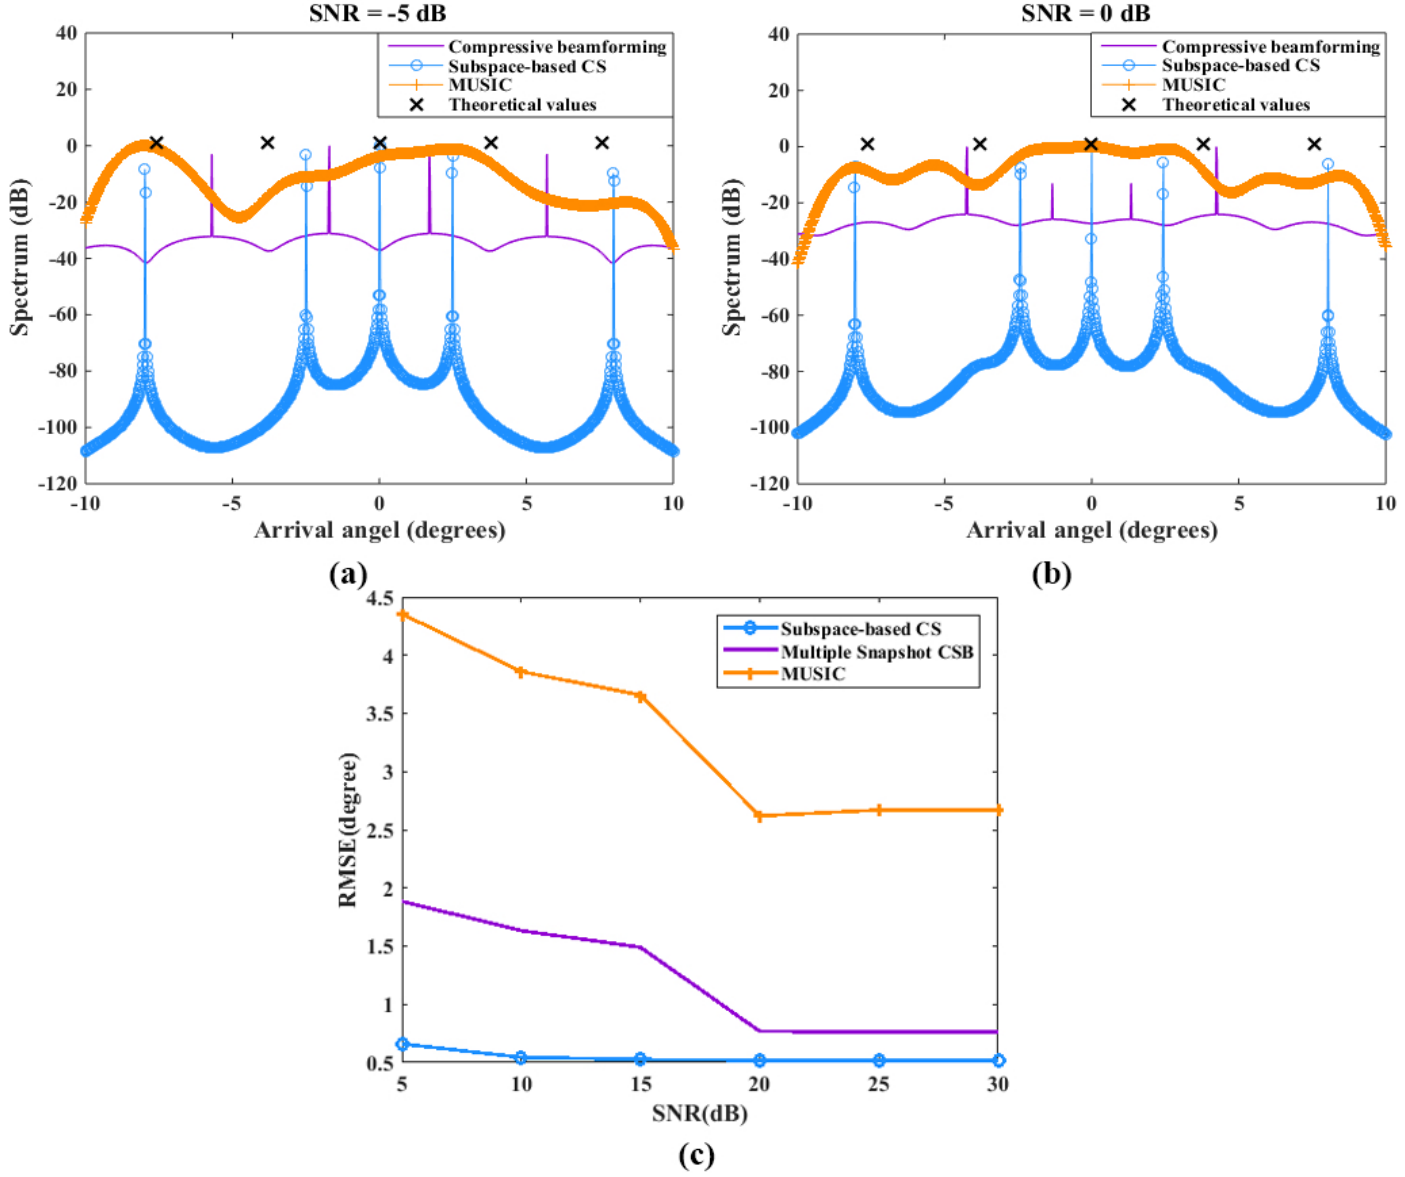 SNR = -5 dB
40
20
0
-20
-40
-60
-80
-100
-120
Spectrum (dB)
Compressive beamforming
Subspace-based CS
MUSIC
Theoretical values
-10 -5 0 5 10
Arrival angel (degrees)
(a)
SNR = 0 dB
40
20
0
-20
-40
-60
-80
-100
-120
Spectrum (dB)
Compressive beamforming
Subspace-based CS
MUSIC
Theoretical values
-10 -5 0 5 10
Arrival angel (degrees)
(b)
4.5
4
3.5
3
2.5
2
1.5
1
0.5
RMSE(degree)
Subspace-based CS
Multiple Snapshot CSB
MUSIC
5 10 15 20 25 30
SNR(dB)
(c)